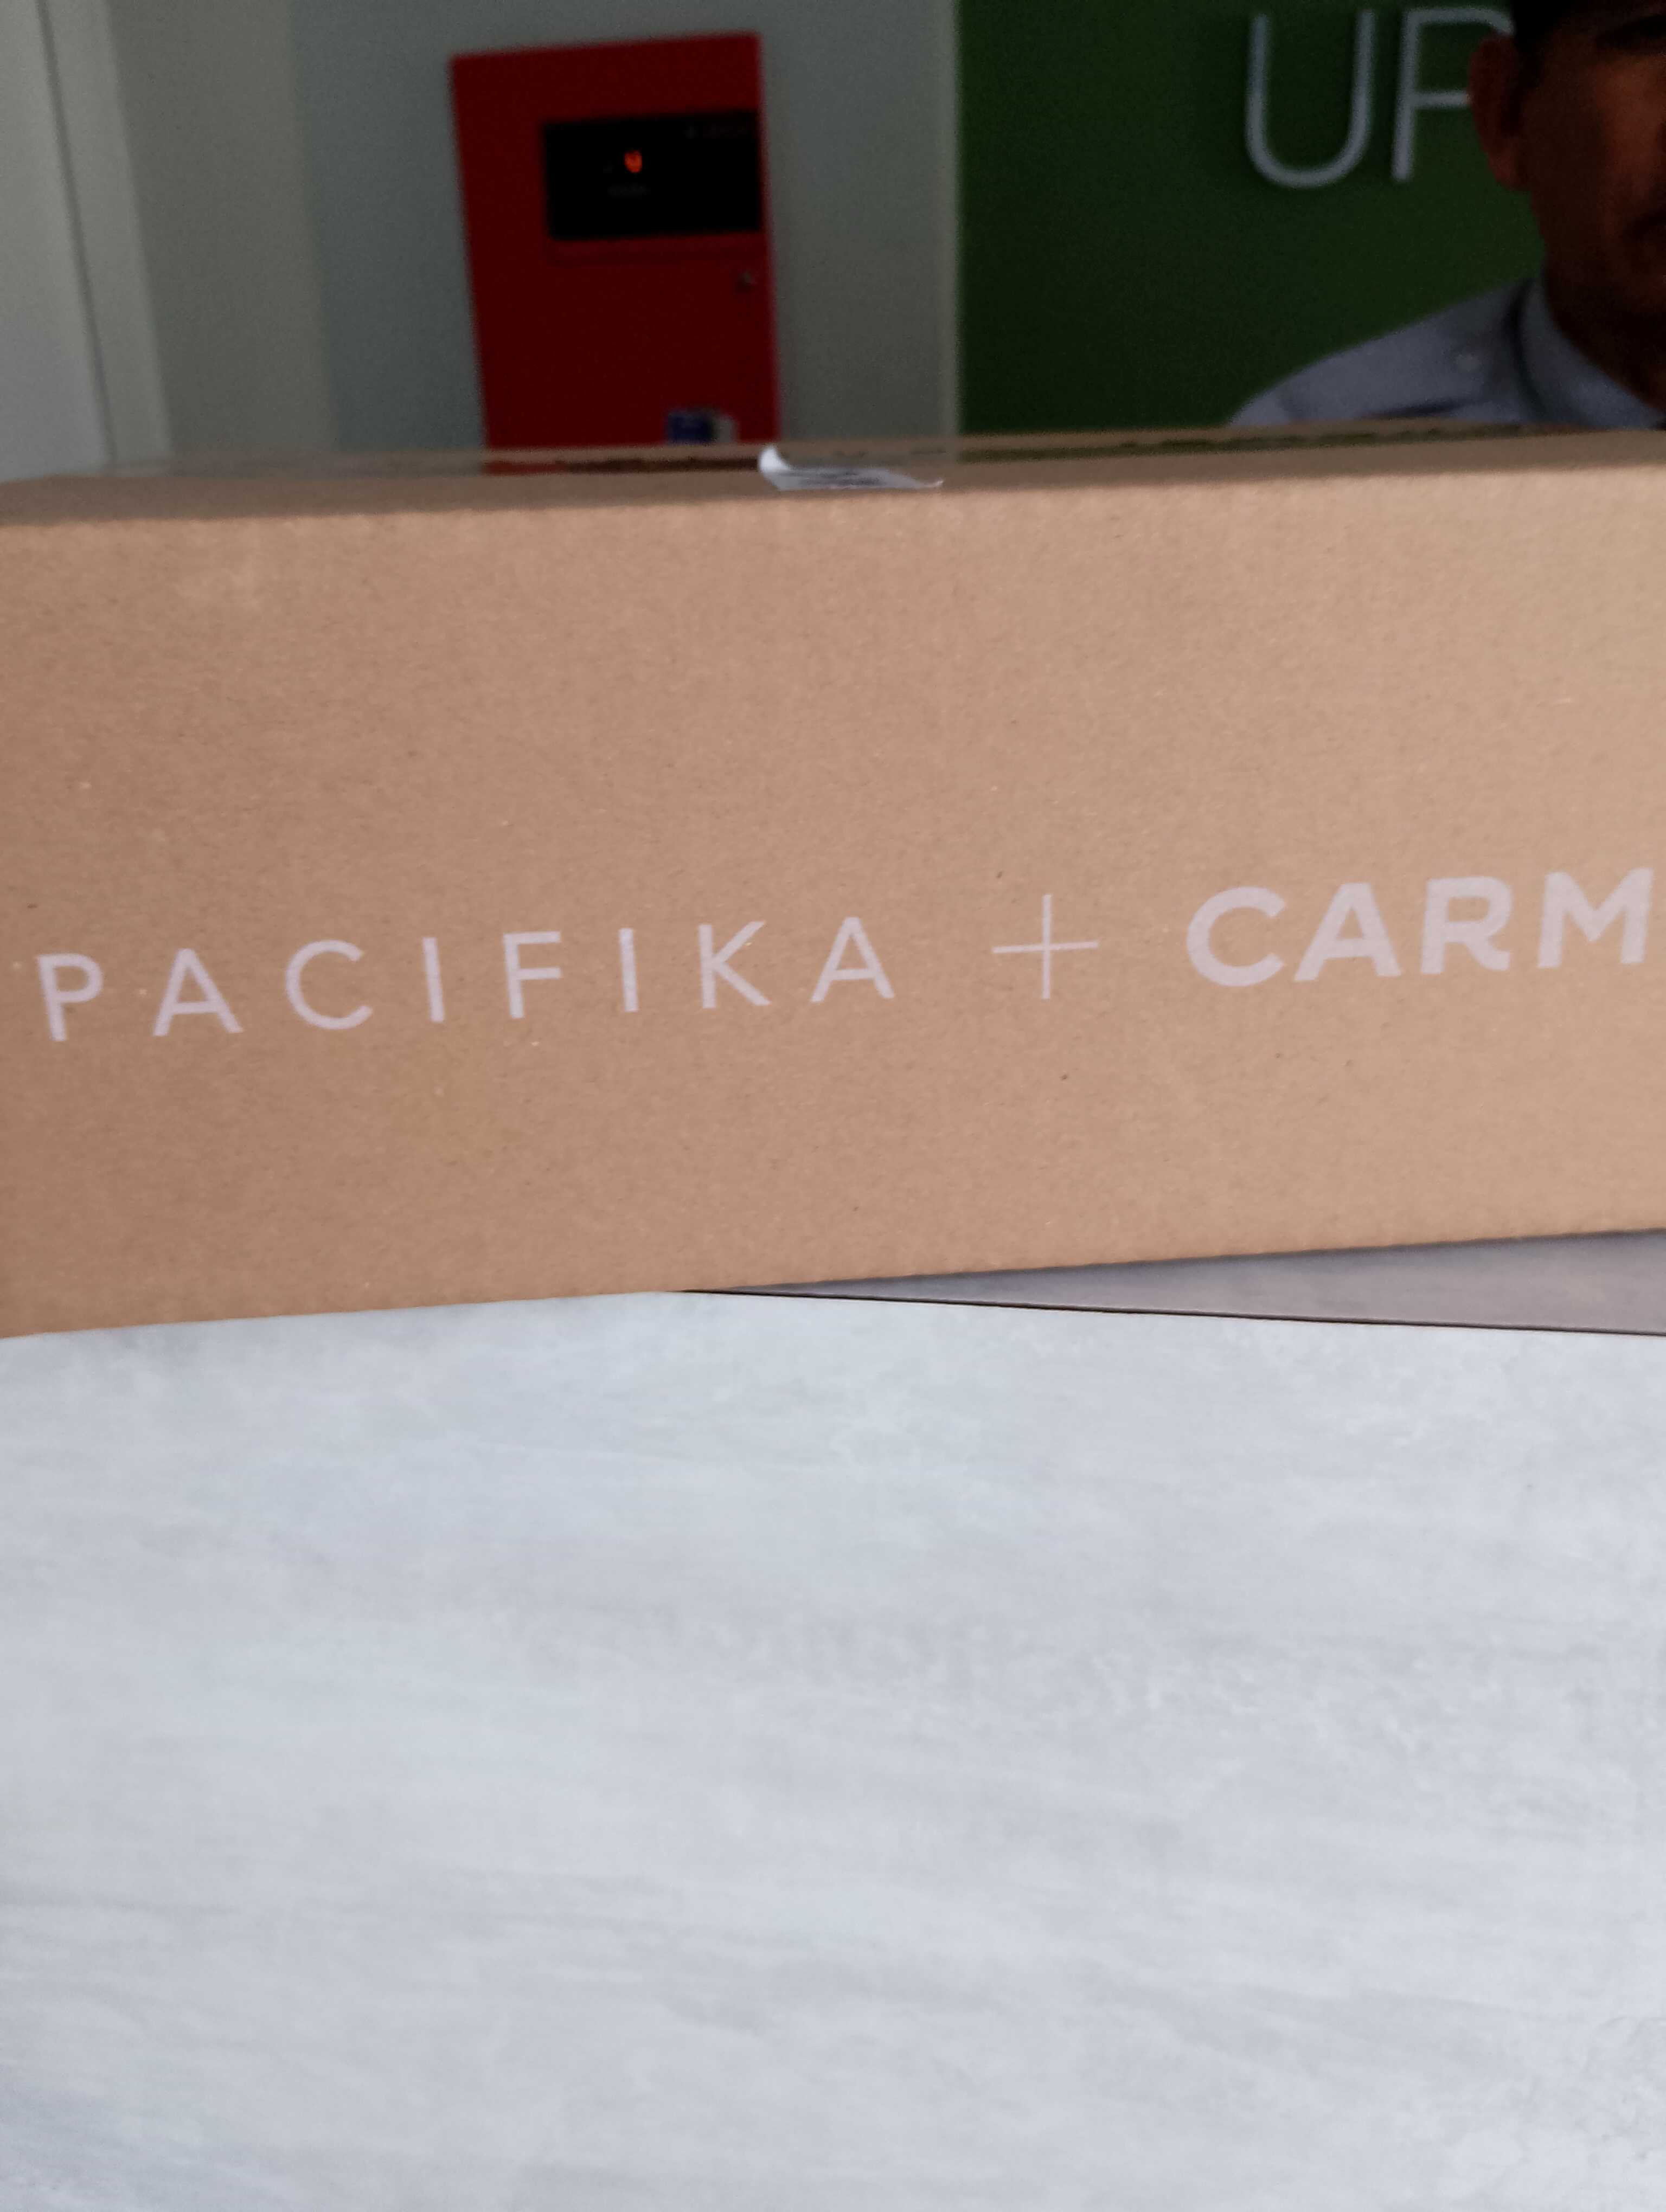 UP
PACIFIKA + CARM